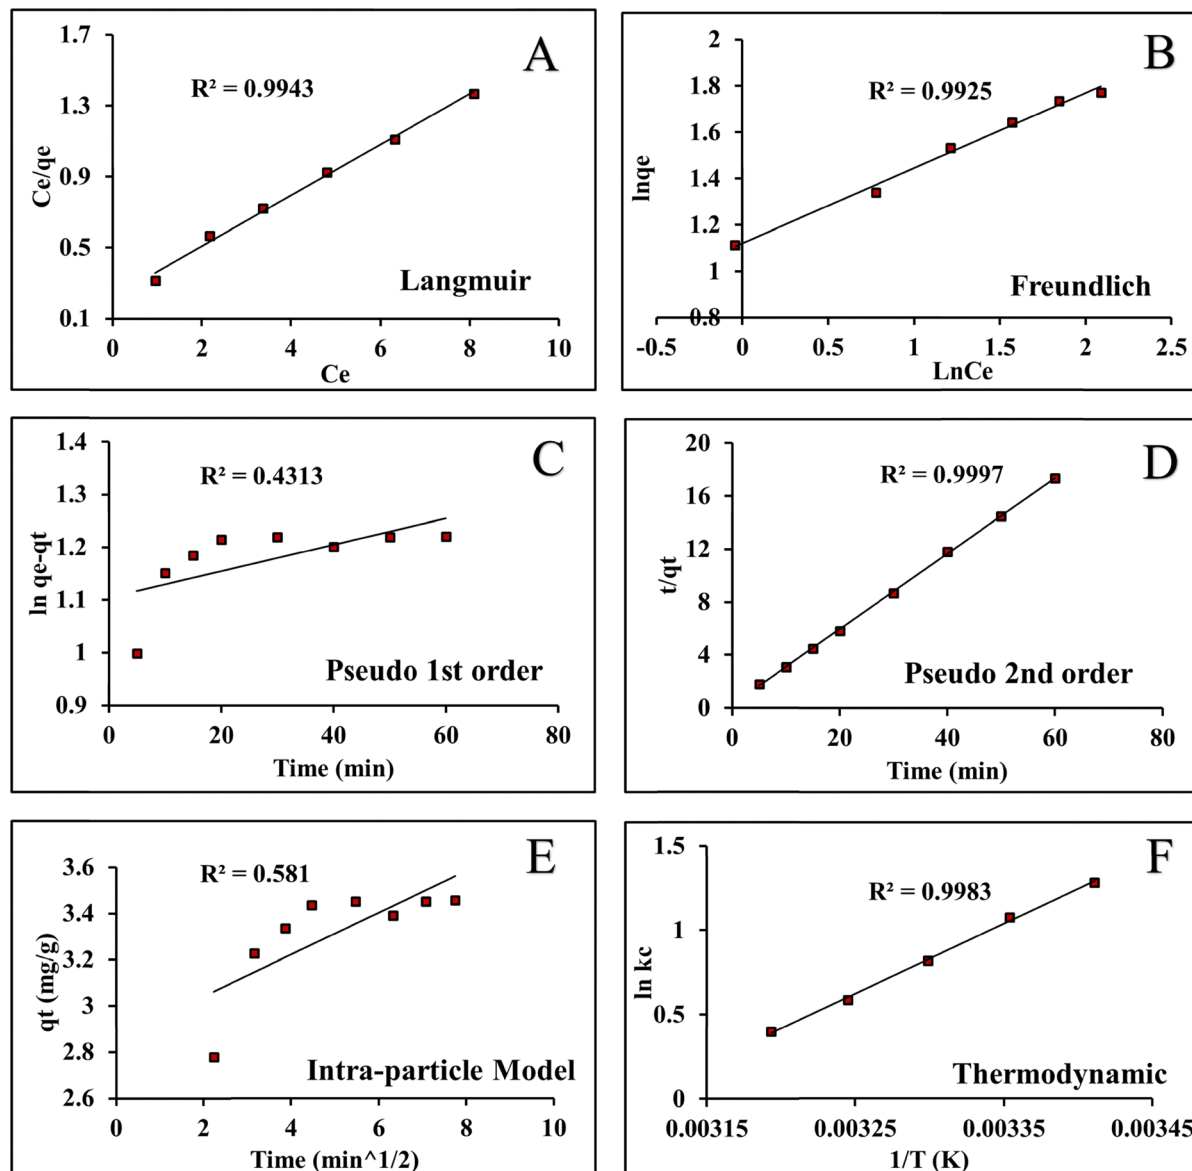 A
R² = 0.9943
Ce/qe
1.7
1.3
0.9
0.5
0.1
Langmuir
0 2 4 6 8 10
Ce
B
R² = 0.9925
lnqe
2
1.8
1.6
1.4
1.2
1
0.8
Freundlich
-0.5 0 0.5 1 1.5 2 2.5
LnCe
C
R² = 0.4313
ln qe-qt
1.4
1.3
1.2
1.1
1
0.9
Pseudo 1st order
0 20 40 60 80
Time (min)
D
R² = 0.9997
t/qt
20
16
12
8
4
0
Pseudo 2nd order
0 20 40 60 80
Time (min)
E
R² = 0.581
qt (mg/g)
3.6
3.4
3.2
3
2.8
2.6
Intra-particle Model
0 2 4 6 8 10
Time (min^1/2)
F
R² = 0.9983
ln kc
1.5
1
0.5
0
Thermodynamic
0.00315 0.00325 0.00335 0.00345
1/T (K)